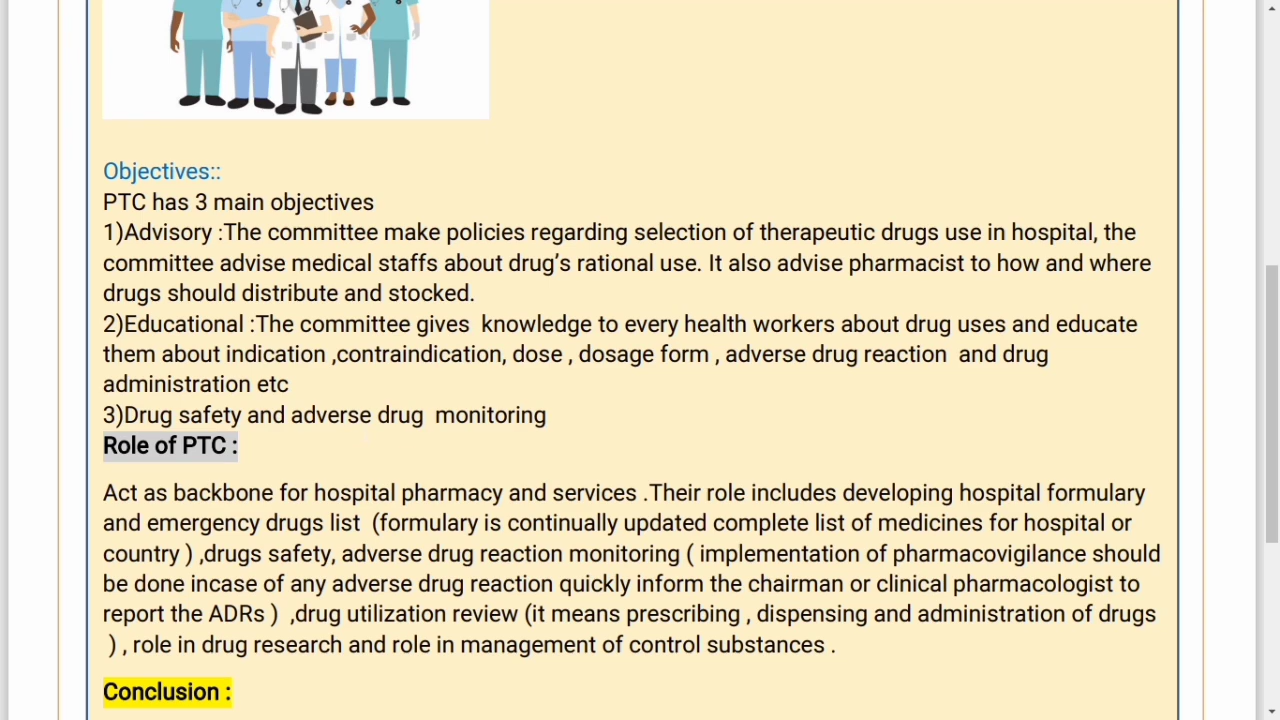 Objectives::
PTC has 3 main objectives
1)Advisory :The committee make policies regarding selection of therapeutic drugs use in hospital, the
committee advise medical staffs about drug’s rational use. It also advise pharmacist to how and where
drugs should distribute and stocked.
2)Educational :The committee gives  knowledge to every health workers about drug uses and educate
them about indication ,contraindication, dose , dosage form , adverse drug reaction  and drug
administration etc
3)Drug safety and adverse drug  monitoring
Role of PTC :
Act as backbone for hospital pharmacy and services .Their role includes developing hospital formulary
and emergency drugs list  (formulary is continually updated complete list of medicines for hospital or
country ) ,drugs safety, adverse drug reaction monitoring ( implementation of pharmacovigilance should
be done incase of any adverse drug reaction quickly inform the chairman or clinical pharmacologist to
report the ADRs )  ,drug utilization review (it means prescribing , dispensing and administration of drugs
) , role in drug research and role in management of control substances .
Conclusion :